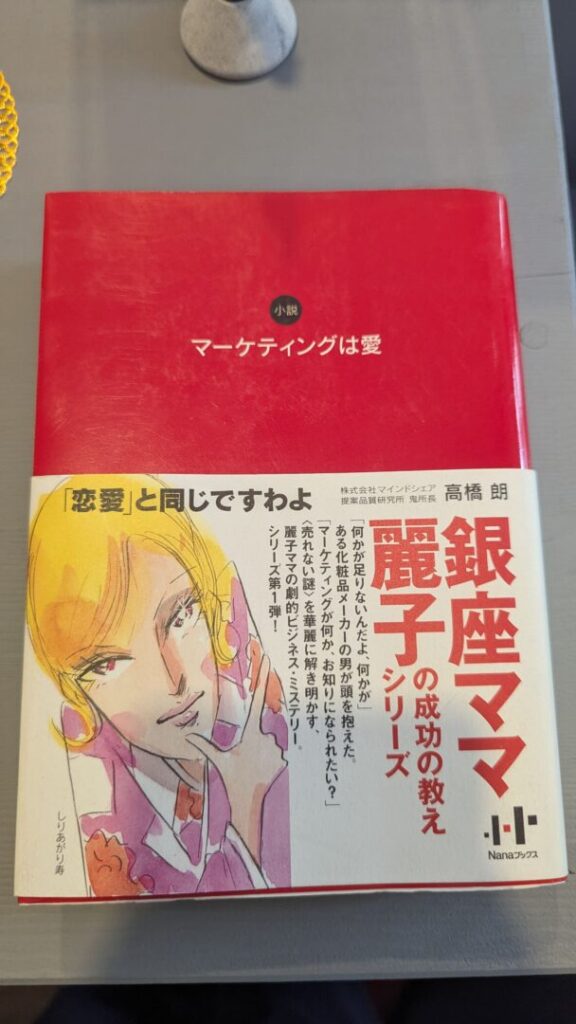 小説
マーケティングは愛
「恋愛」と同じですわよ
株式会社マインドシェア
提案品質研究所 鬼所長
高橋 朗
銀座ママ
麗子の成功の教え
シリーズ
「何かが足りないんだよ、何かが」
ある化粧品メーカーの男が頭を抱えた。
「マーケティングが何か、お知りになられたい?」
〈売れない謎〉を華麗に解き明かす、
麗子ママの劇的ビジネス・ミステリー。
シリーズ第1弾!
しりあがり寿
Nanaブックス